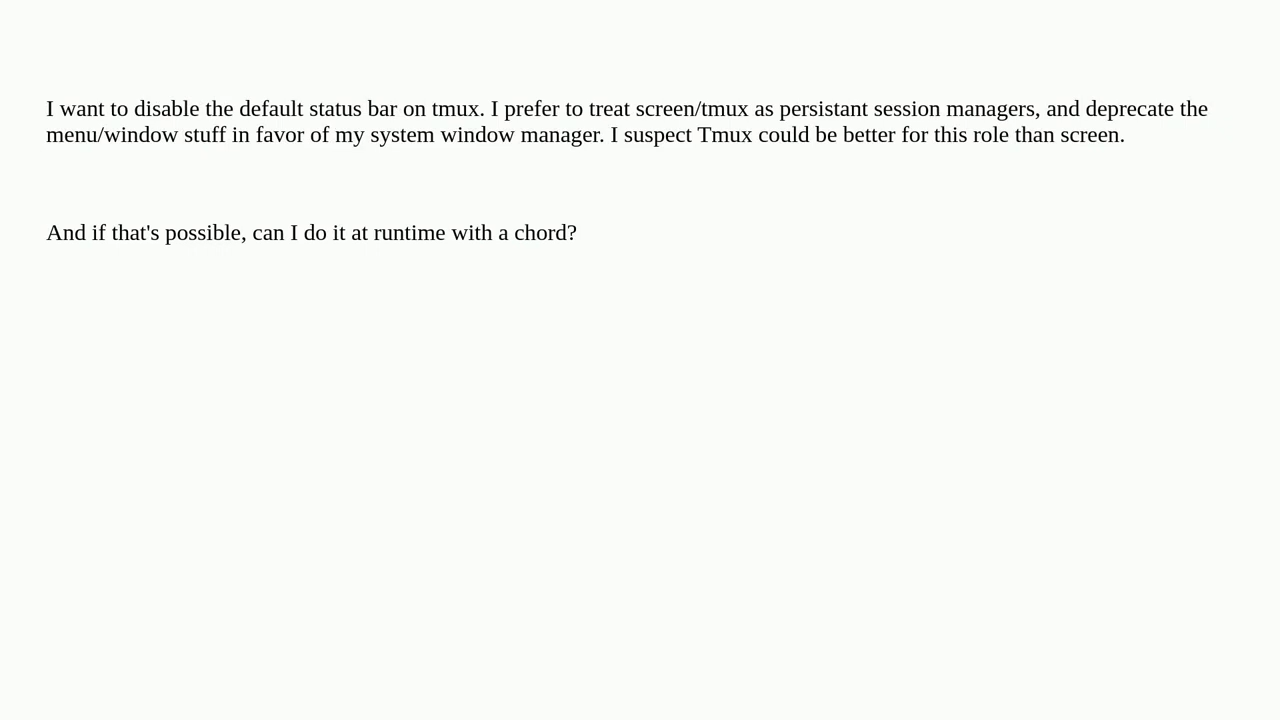 I want to disable the default status bar on tmux. I prefer to treat screen/tmux as persistant session managers, and deprecate the
menu/window stuff in favor of my system window manager. I suspect Tmux could be better for this role than screen.
And if that's possible, can I do it at runtime with a chord?